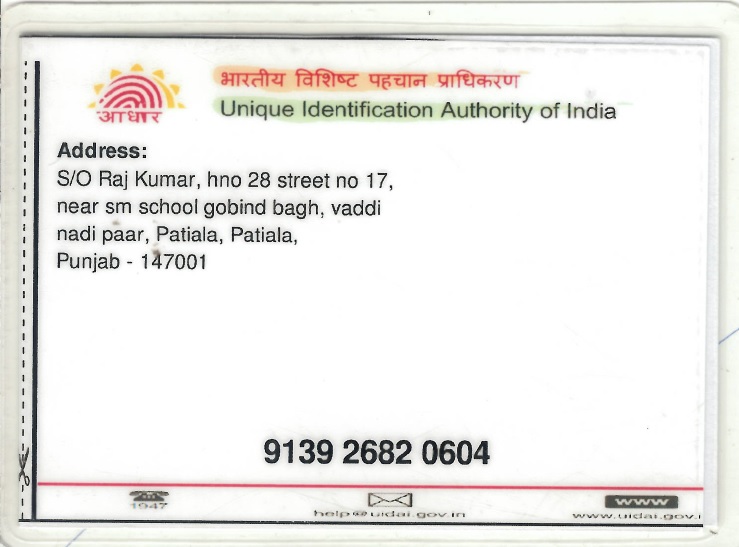 भारतीय विशिष्ट पहचान प्राधिकरण
आधार
Unique Identification Authority of India
Address:
S/O Raj Kumar, hno 28 street no 17,
near sm school gobind bagh, vaddi
nadi paar, Patiala, Patiala,
Punjab - 147001
9139 2682 0604
1947
help@uidai.gov.in
www
www.uidai.gov.i